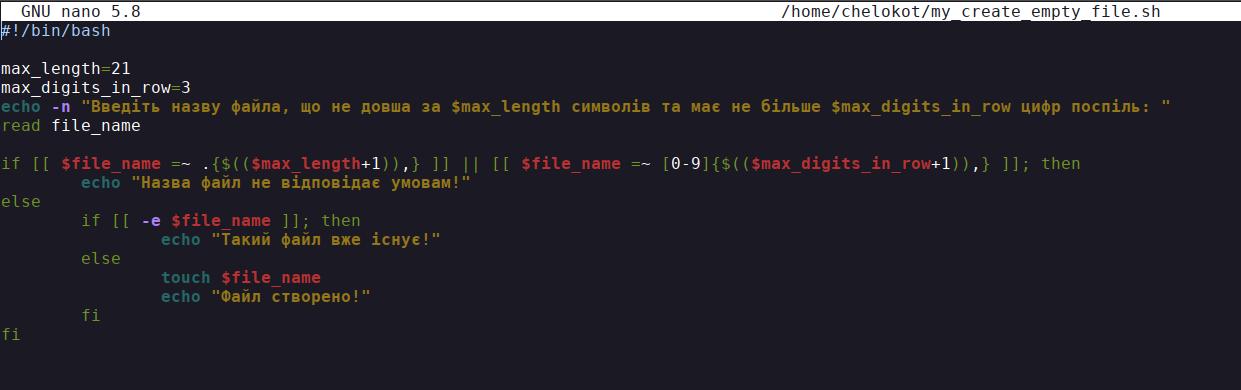 GNU nano 5.8 /home/chelokot/my_create_empty_file.sh
#!/bin/bash
max_length=21
max_digits_in_row=3
echo -n "Введіть назву файла, що не довша за $max_length символів та має не більше $max_digits_in_row цифр поспіль: "
read file_name
if [[ $file_name =~ .{$(($max_length+1)),} ]] || [[ $file_name =~ [0-9]{$(($max_digits_in_row+1)),} ]]; then
        echo "Назва файл не відповідає умовам!"
else
        if [[ -e $file_name ]]; then
                echo "Такий файл вже існує!"
        else
                touch $file_name
                echo "Файл створено!"
        fi
fi